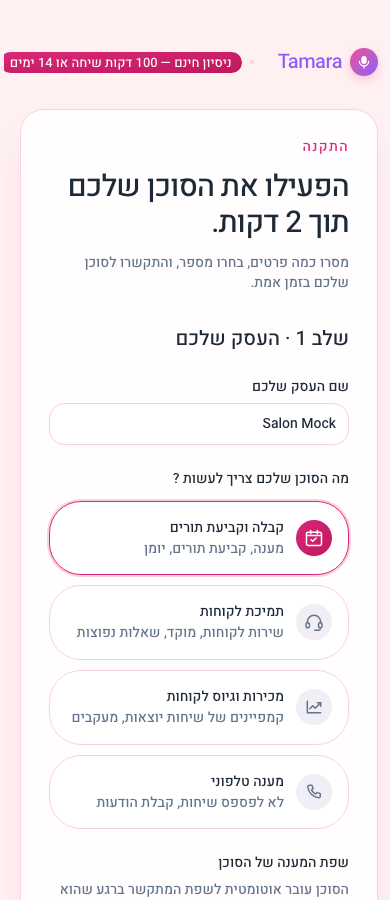 Tamara
ניסיון חינם — 100 דקות שיחה או 14 ימים
התקנה
הפעילו את הסוכן שלכם
תוך 2 דקות.
מסרו כמה פרטים, בחרו מספר, והתקשרו לסוכן
שלכם בזמן אמת.
שלב 1 · העסק שלכם
שם העסק שלכם
Salon Mock
מה הסוכן שלכם צריך לעשות ?
קבלה וקביעת תורים
מענה, קביעת תורים, יומן
תמיכת לקוחות
שירות לקוחות, מוקד, שאלות נפוצות
מכירות וגיוס לקוחות
קמפיינים של שיחות יוצאות, מעקבים
מענה טלפוני
לא לפספס שיחות, קבלת הודעות
שפת המענה של הסוכן
הסוכן עובר אוטומטית לשפת המתקשר ברגע שהוא